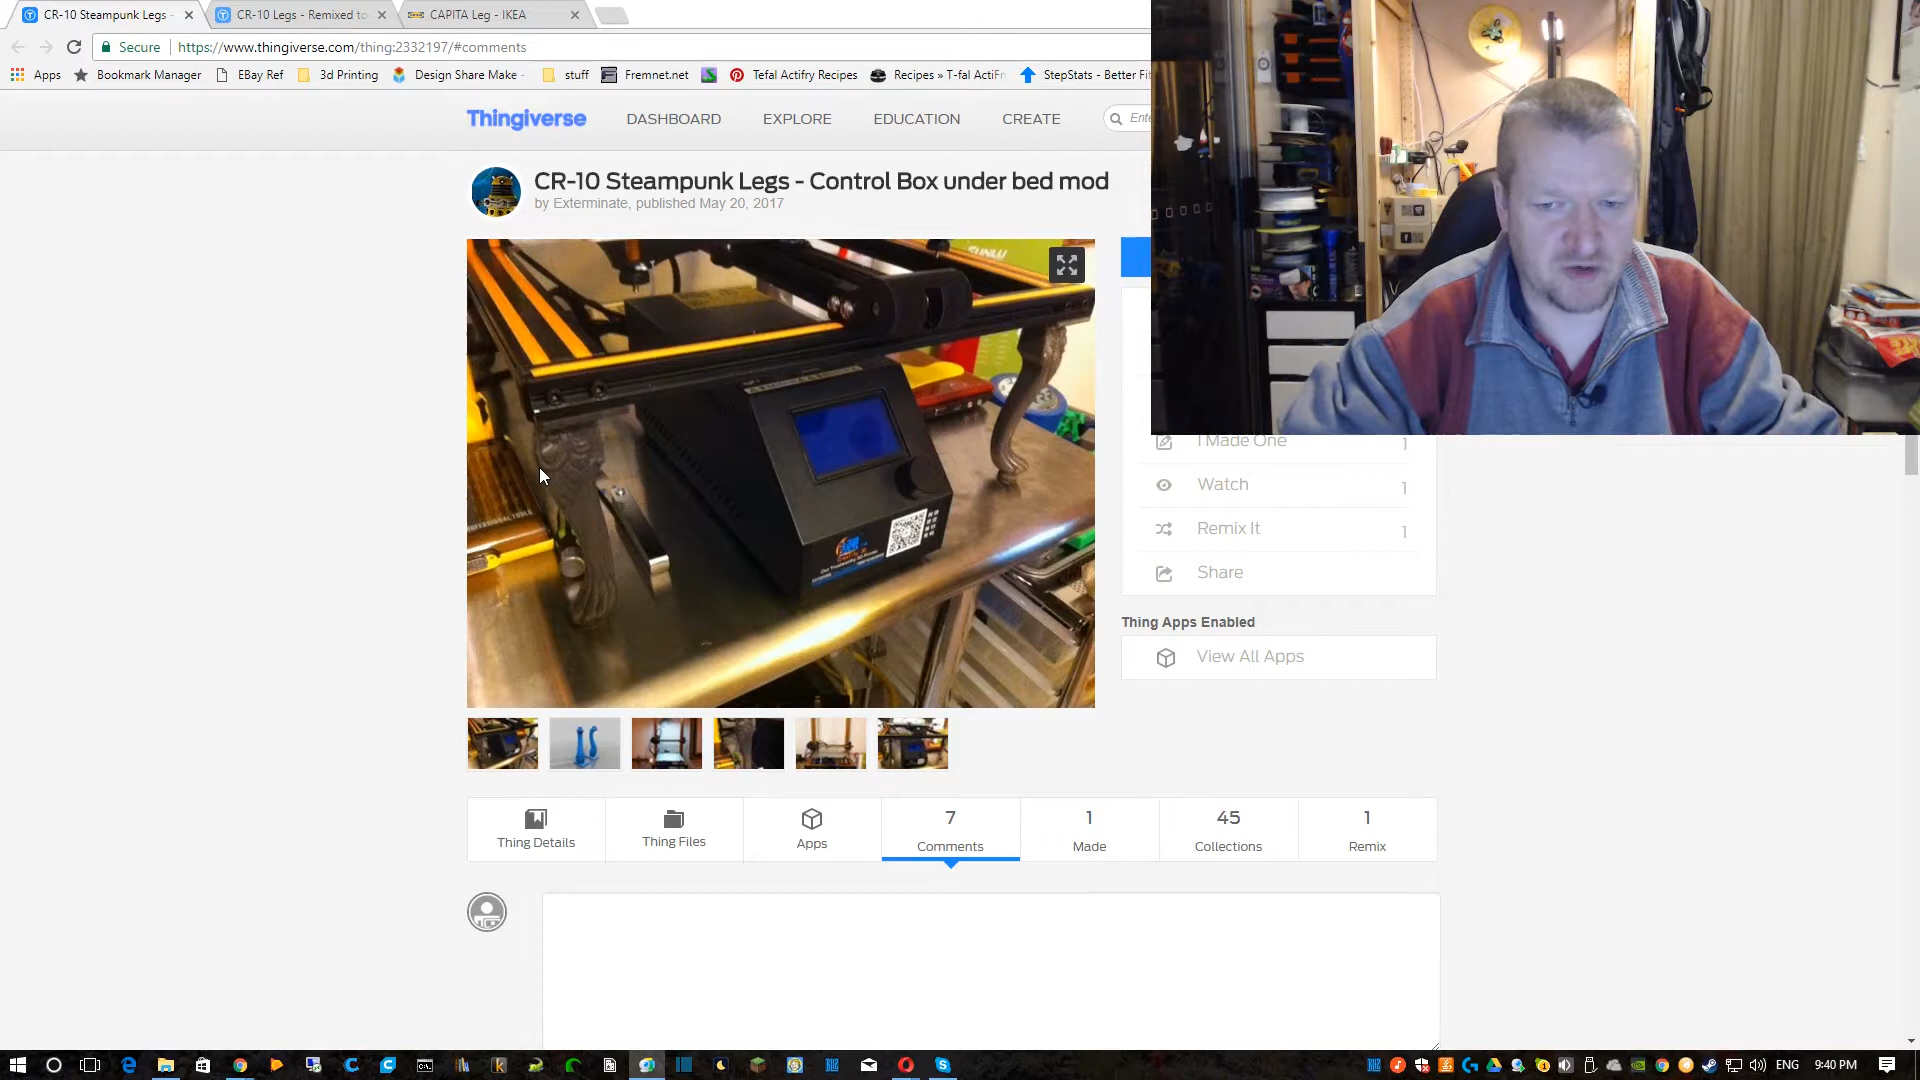 CR-10 Steampunk Legs -
CR-10 Legs - Remixed to
CAPITA Leg - IKEA
Secure
https://www.thingiverse.com/thing:2332197/#comments
Apps
Bookmark Manager
EBay Ref
3d Printing
Design Share Make -
stuff
Fremnet.net
Tefal Actifry Recipes
Recipes » T-fal ActiFr
StepStats - Better Fit
Thingiverse
DASHBOARD
EXPLORE
EDUCATION
CREATE
Ente
CR-10 Steampunk Legs - Control Box under bed mod
by Exterminate, published May 20, 2017
SUNLU
I Made One
1
Watch
1
Remix It
1
Share
Thing Apps Enabled
View All Apps
Thing Details
Thing Files
Apps
7
Comments
1
Made
45
Collections
1
Remix
ENG
9:40 PM